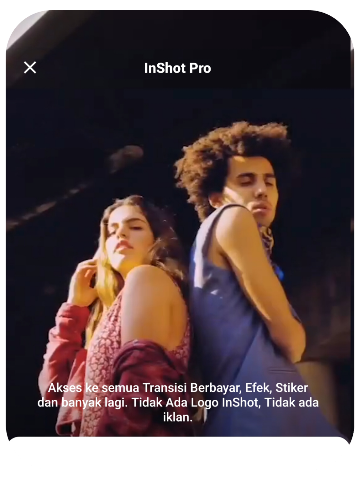 InShot Pro
Akses ke semua Transisi Berbayar, Efek, Stiker
dan banyak lagi. Tidak Ada Logo InShot, Tidak ada
iklan.